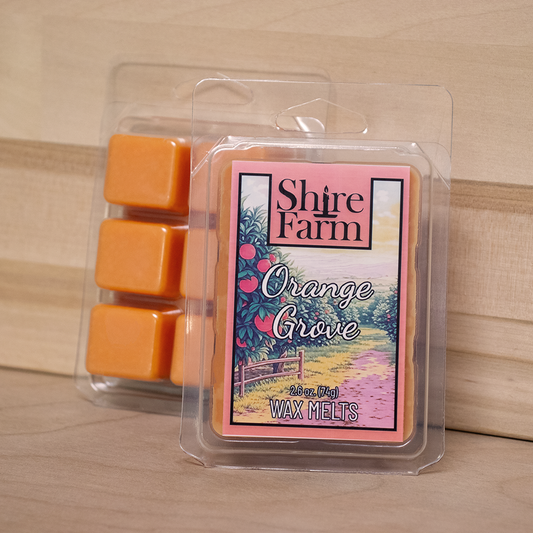 Shire
Farm
Orange
Grove
2.6 oz. (74g)
WAX MELTS